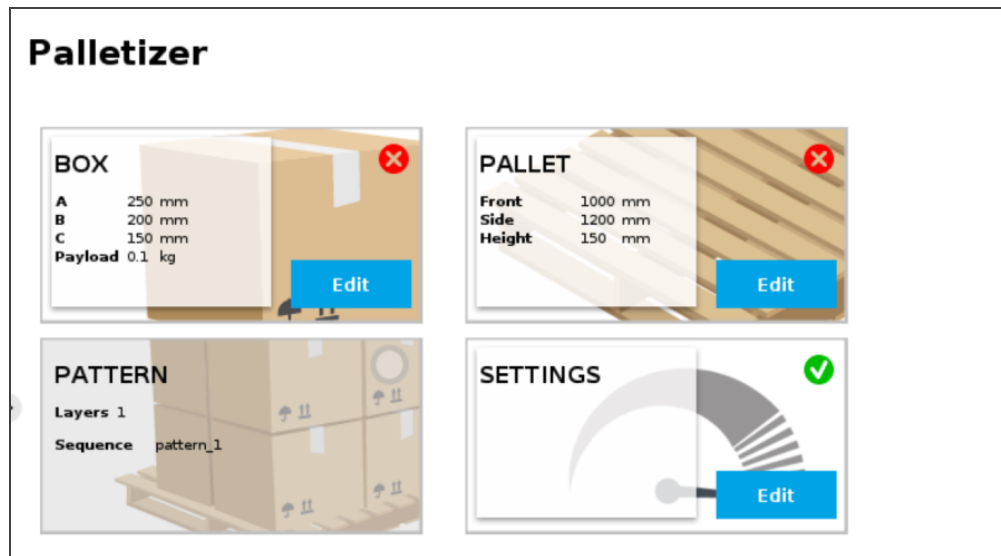 Palletizer
BOX
A 250 mm
B 200 mm
C 150 mm
Payload 0.1 kg
Edit
PALLET
Front 1000 mm
Side 1200 mm
Height 150 mm
Edit
PATTERN
Layers 1
Sequence pattern_1
SETTINGS
Edit